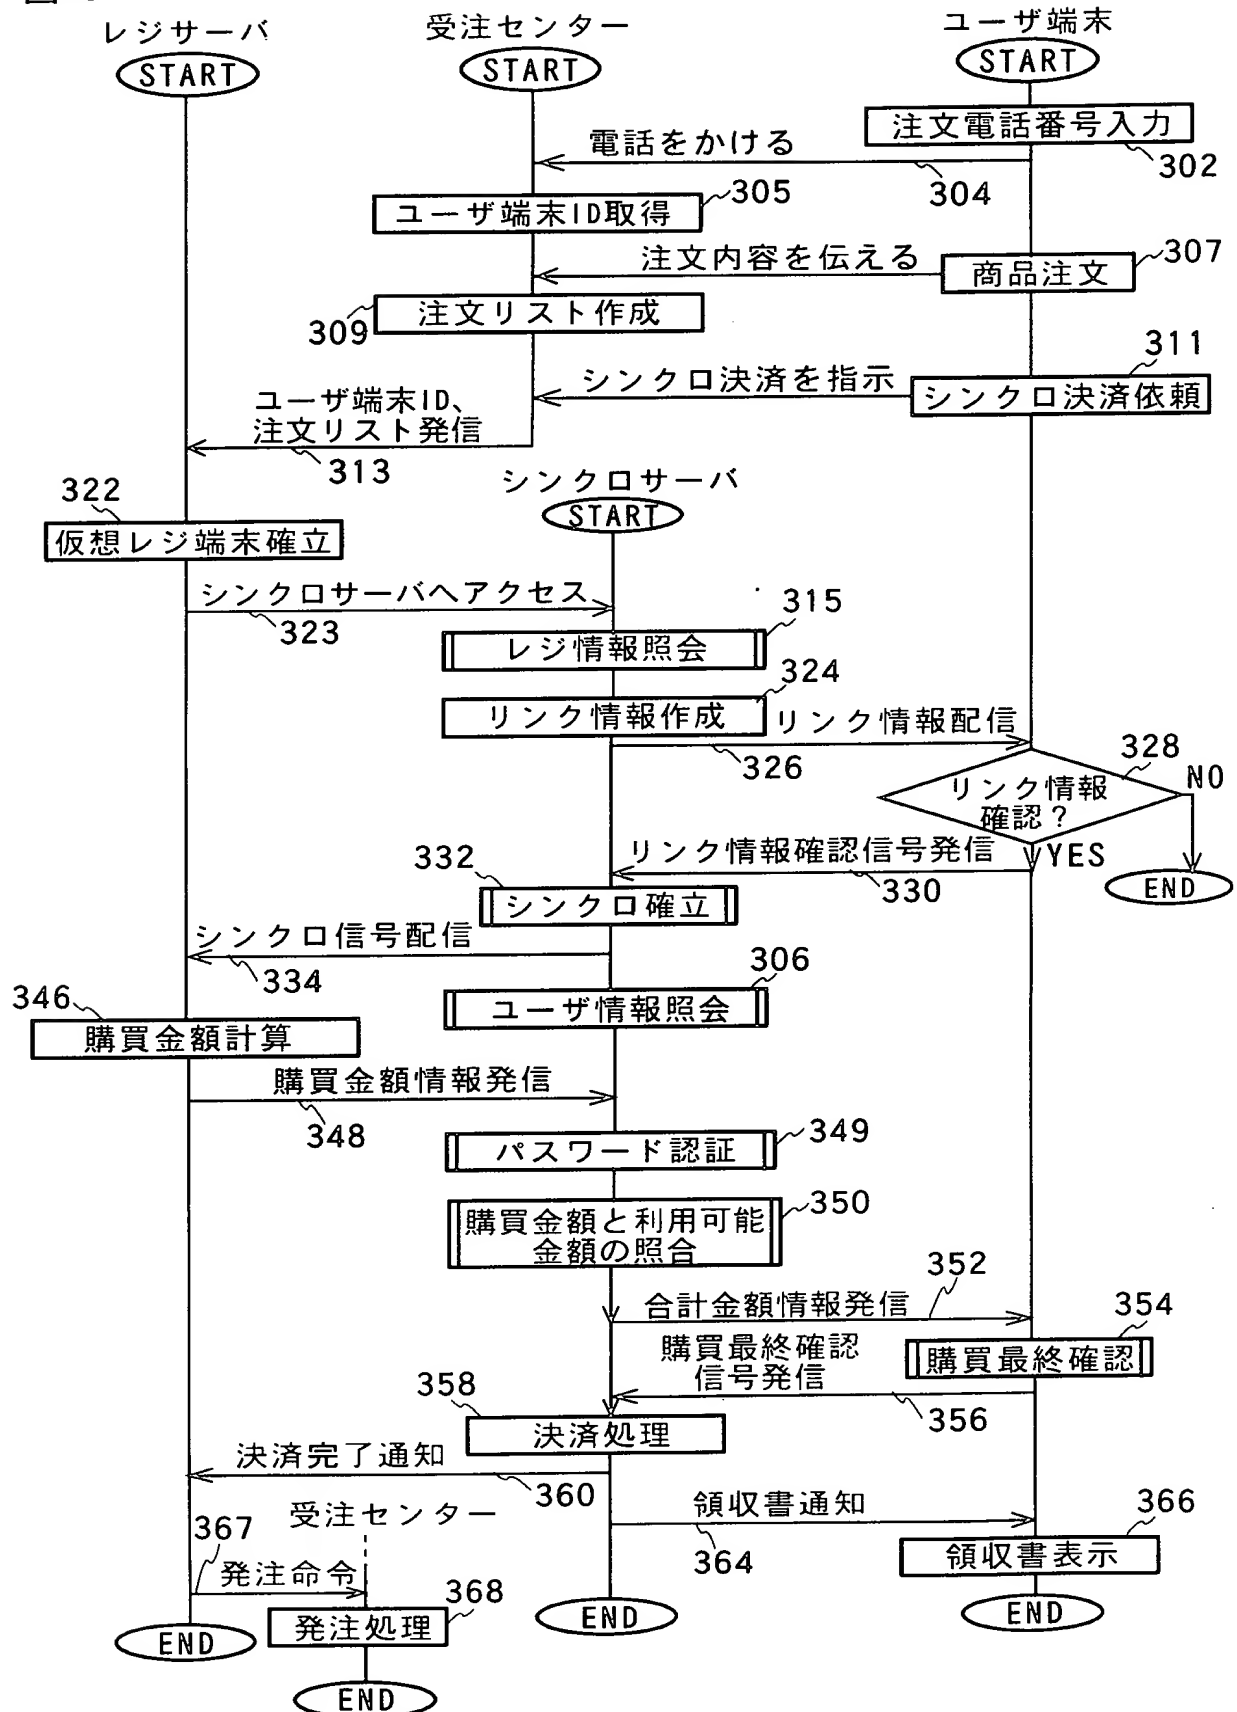 レジサーバ
受注センター
ユーザ端末
START
START
START
注文電話番号入力
302
電話をかける
304
305
ユーザ端末ID取得
注文内容を伝える
307
商品注文
309
注文リスト作成
311
シンクロ決済を指示
シンクロ決済依頼
ユーザ端末ID、
注文リスト発信
313
シンクロサーバ
START
322
仮想レジ端末確立
シンクロサーバへアクセス
323
315
レジ情報照会
324
リンク情報作成
リンク情報配信
326
328
リンク情報
確認?
NO
YES
END
リンク情報確認信号発信
330
332
シンクロ確立
シンクロ信号配信
334
306
ユーザ情報照会
346
購買金額計算
購買金額情報発信
348
349
パスワード認証
350
購買金額と利用可能
金額の照合
352
合計金額情報発信
354
購買最終確認
購買最終確認
信号発信
356
358
決済処理
決済完了通知
360
領収書通知
364
366
領収書表示
受注センター
367
発注命令
368
発注処理
END
END
END
END